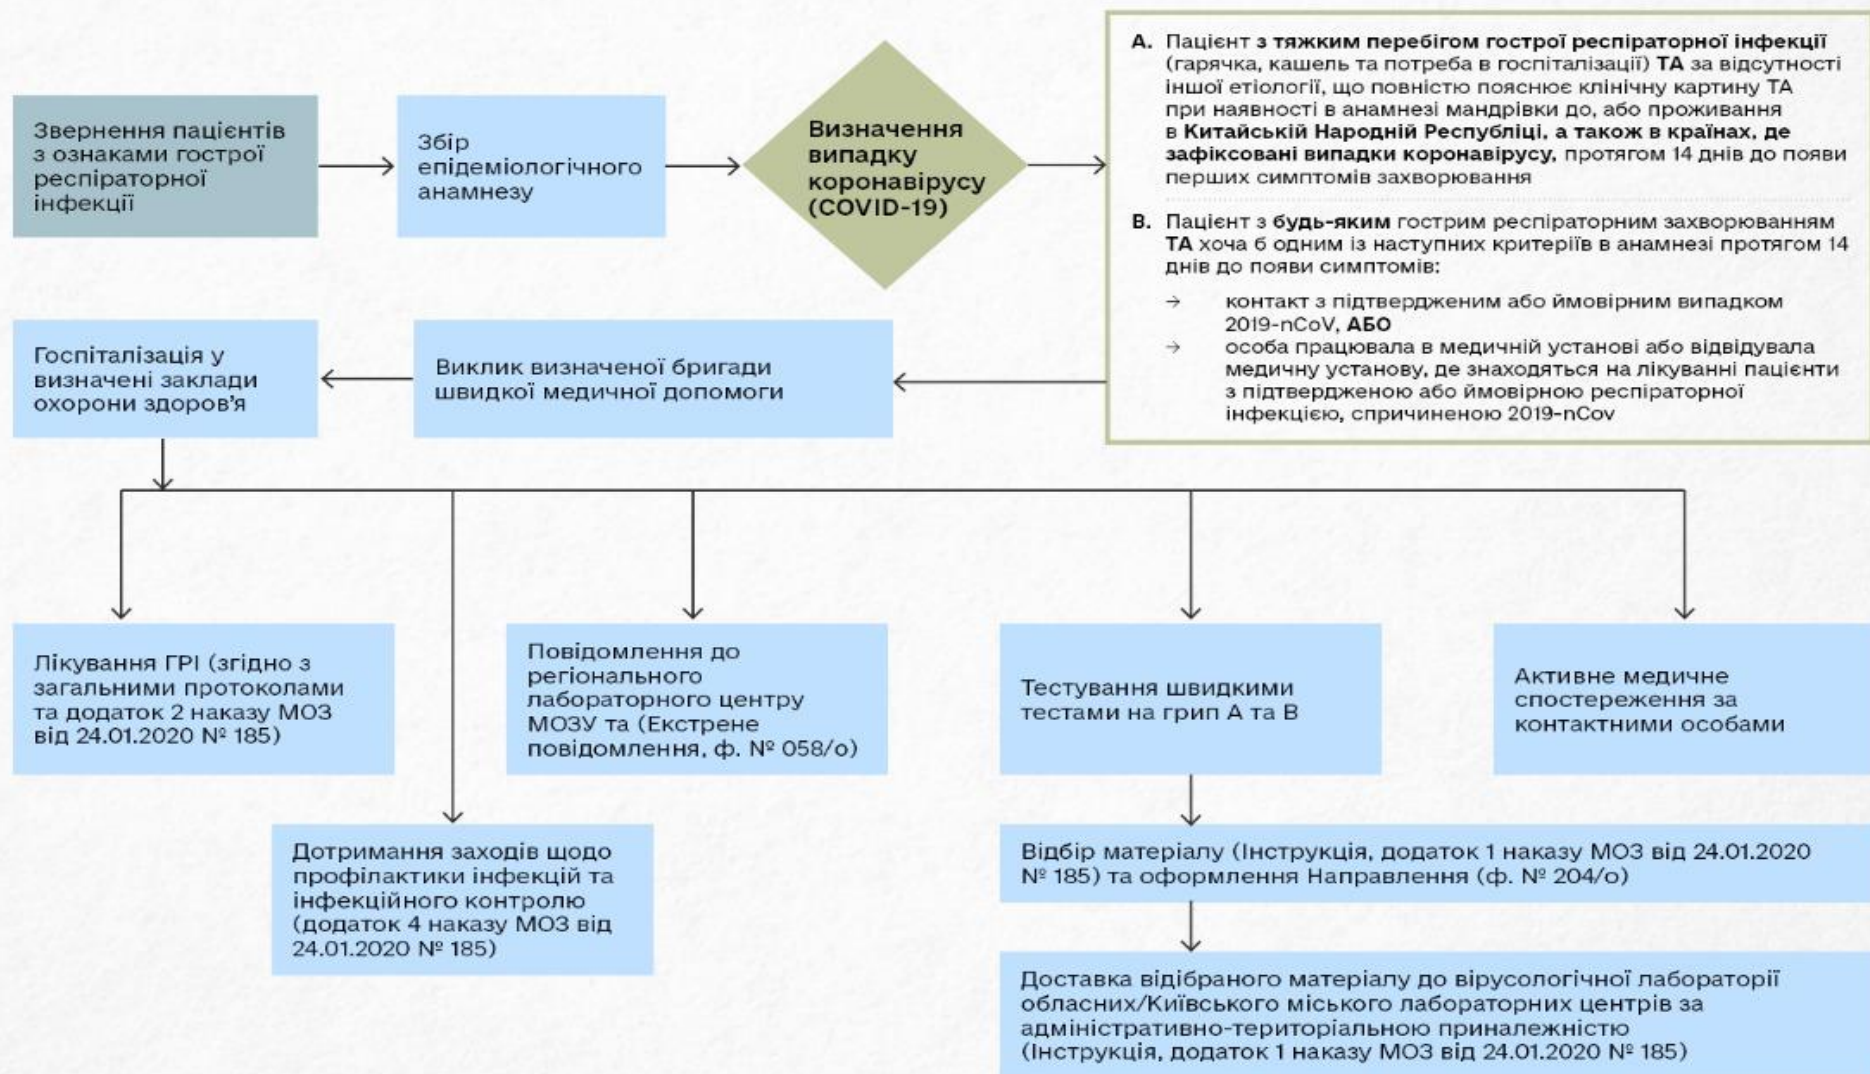 Звернення пацієнтів
з ознаками гострої
респіраторної
інфекції
Збір
епідеміологічного
анамнезу
Визначення
випадку
коронавірусу
(COVID-19)
A. Пацієнт з тяжким перебігом гострої респіраторної інфекції
(гарячка, кашель та потреба в госпіталізації) ТА за відсутності
іншої етіології, що повністю пояснює клінічну картину ТА
при наявності в анамнезі мандрівки до, або проживання
в Китайській Народній Республіці, а також в країнах, де
зафіксовані випадки коронавірусу, протягом 14 днів до появи
перших симптомів захворювання
B. Пацієнт з будь-яким гострим респіраторним захворюванням
ТА хоча б одним із наступних критеріїв в анамнезі протягом 14
днів до появи симптомів:
→ контакт з підтвердженим або ймовірним випадком
2019-nCoV, АБО
→ особа працювала в медичній установі або відвідувала
медичну установу, де знаходяться на лікуванні пацієнти
з підтвердженою або ймовірною респіраторної
інфекцією, спричиненою 2019-nCov
Госпіталізація у
визначені заклади
охорони здоров'я
Виклик визначеної бригади
швидкої медичної допомоги
Лікування ГРІ (згідно з
загальними протоколами
та додаток 2 наказу МОЗ
від 24.01.2020 № 185)
Повідомлення до
регіонального
лабораторного центру
МОЗУ та (Екстрене
повідомлення, ф. № 058/о)
Тестування швидкими
тестами на грип А та В
Активне медичне
спостереження за
контактними особами
Дотримання заходів щодо
профілактики інфекцій та
інфекційного контролю
(додаток 4 наказу МОЗ від
24.01.2020 № 185)
Відбір матеріалу (Інструкція, додаток 1 наказу МОЗ від 24.01.2020
№ 185) та оформлення Направлення (ф. № 204/о)
Доставка відібраного матеріалу до вірусологічної лабораторії
обласних/Київського міського лабораторних центрів за
адміністративно-територіальною приналежністю
(Інструкція, додаток 1 наказу МОЗ від 24.01.2020 № 185)